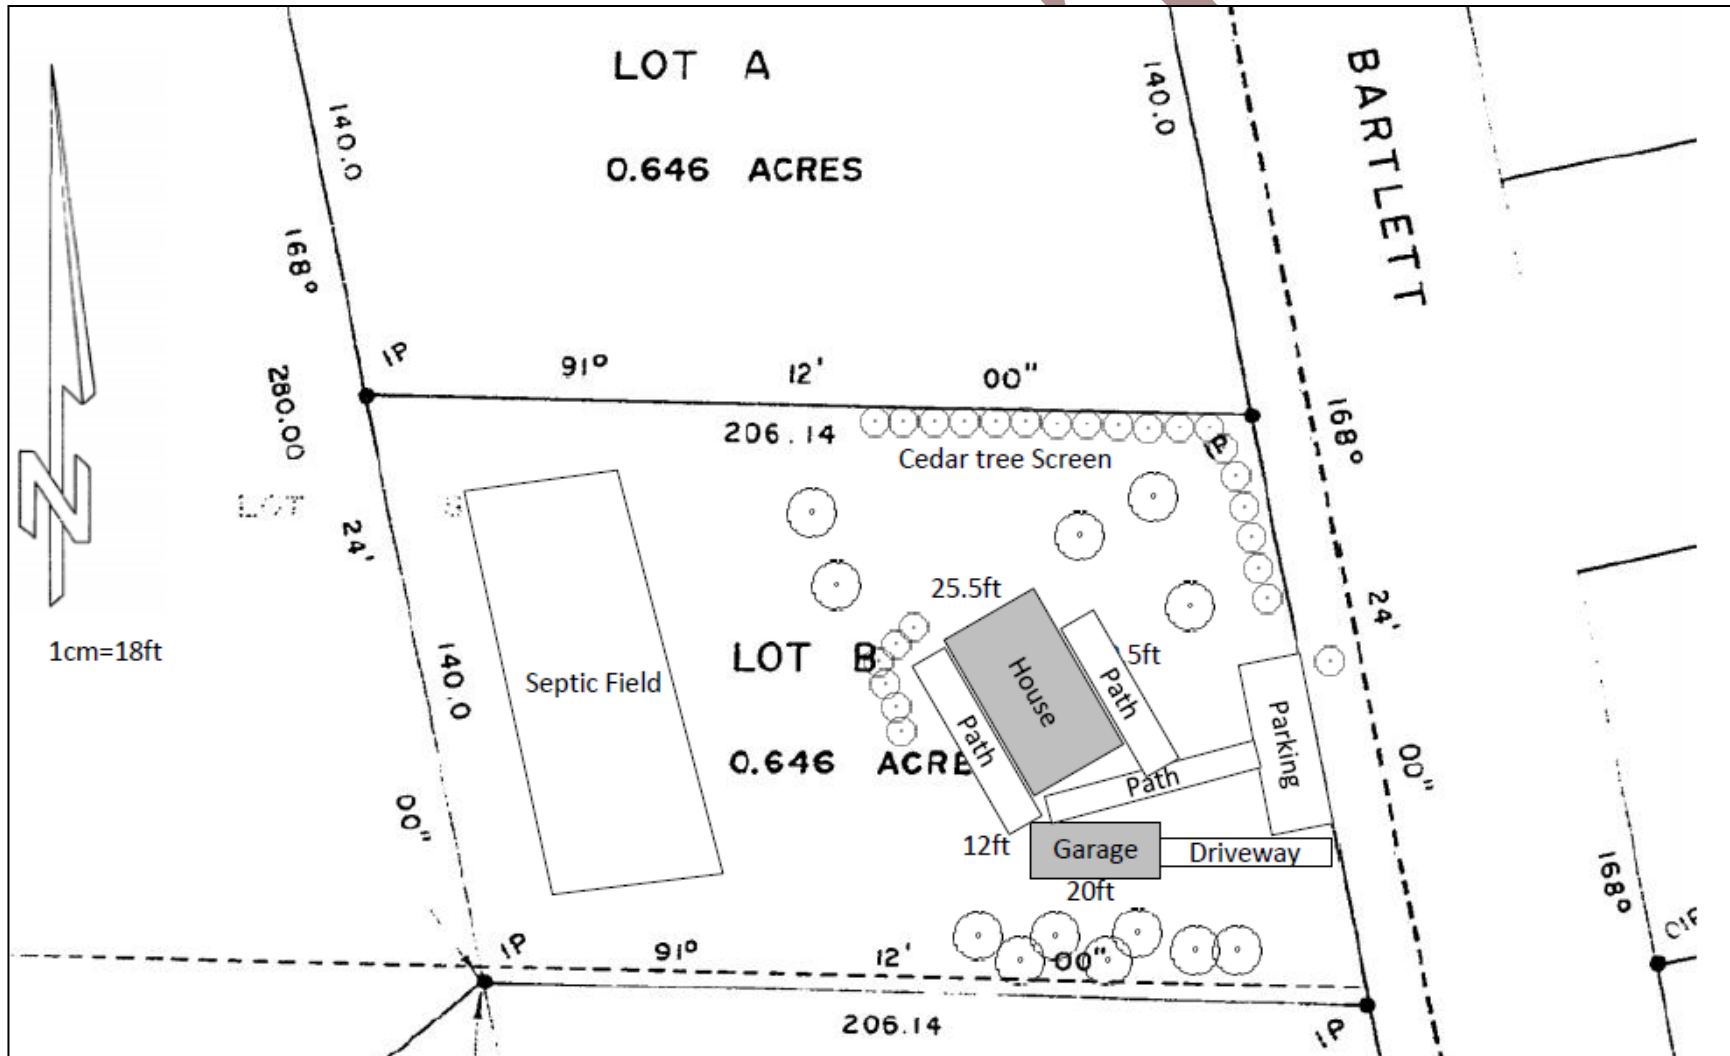 LOT A
0.646 ACRES
140.0
168°
280.00
140.0
BARTLETT
IP
91° 12' 00"
206.14
Cedar tree Screen
IP
168°
24'
00"
N
1cm=18ft
LOT
24'
140.0
00"
Septic Field
LOT B
0.646
25.5ft
5ft
House
Path
Path
Path
Parking
12ft
Garage
Driveway
20ft
168°
IP
91° 12' 00"
206.14
IP